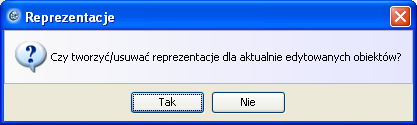 Reprezentacje
Czy tworzyć/usuwać reprezentacje dla aktualnie edytowanych obiektów?
Tak
Nie